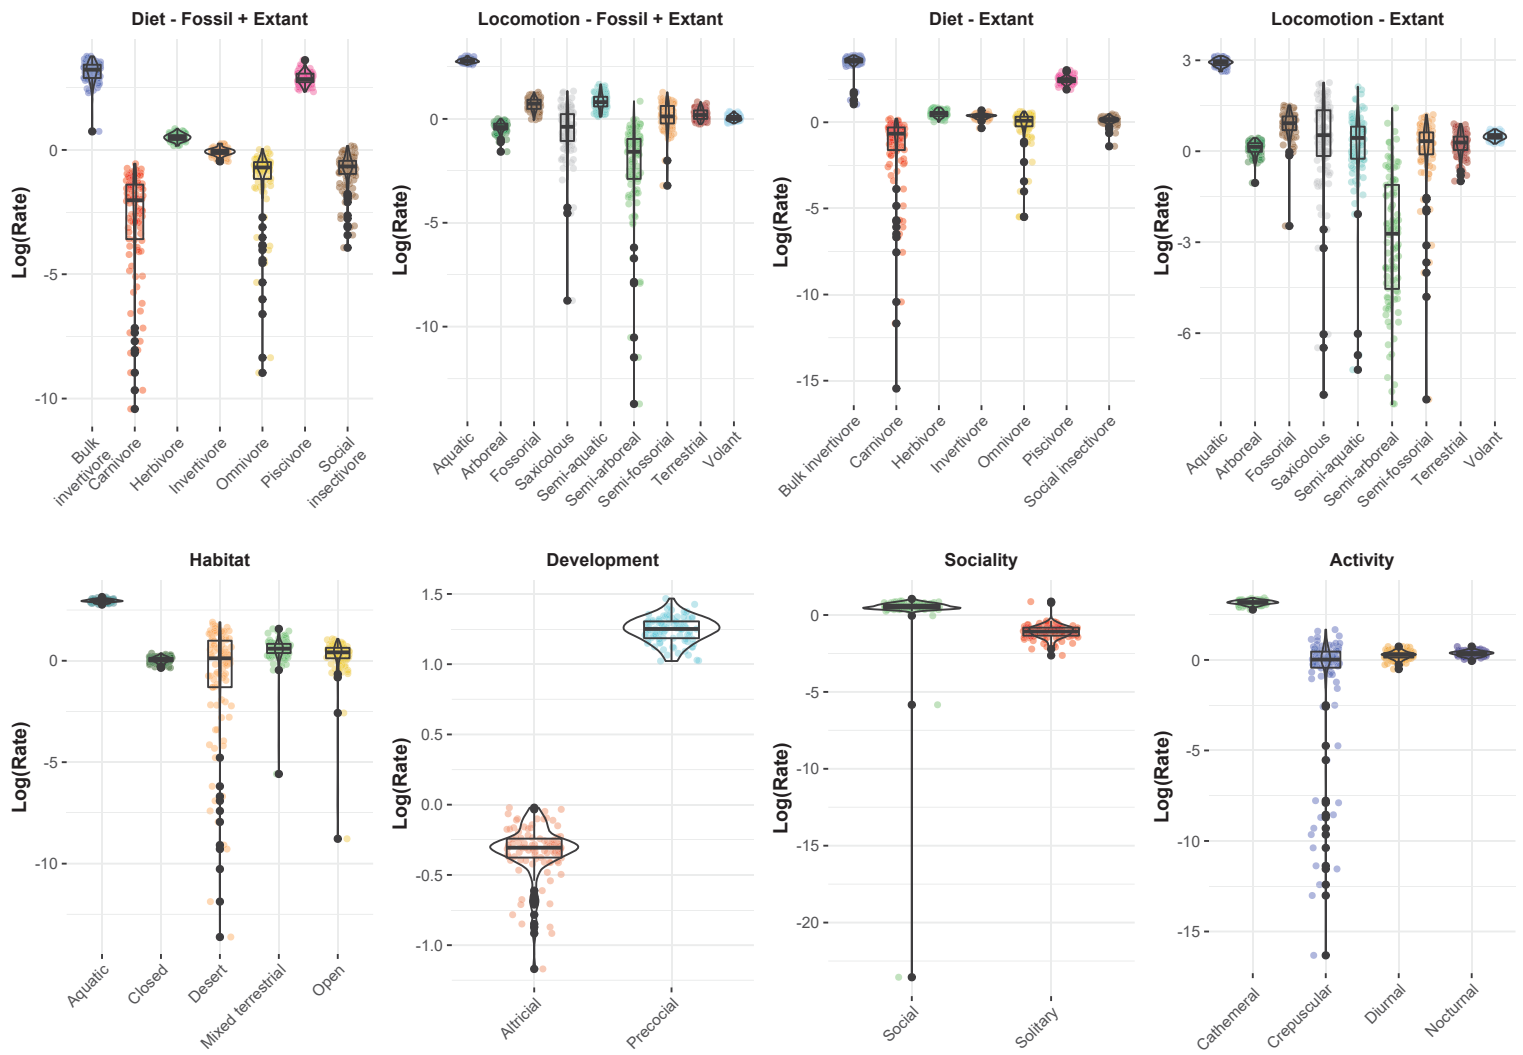 Diet - Fossil + Extant
Log(Rate)
0
-5
-10
Bulk
invertivore
Carnivore
Herbivore
Invertivore
Omnivore
Piscivore
Social
insectivore
Locomotion - Fossil + Extant
Log(Rate)
0
-5
-10
Aquatic
Arboreal
Fossorial
Saxicolous
Semi-aquatic
Semi-arboreal
Semi-fossorial
Terrestrial
Volant
Diet - Extant
Log(Rate)
0
-5
-10
-15
Bulk invertivore
Carnivore
Herbivore
Invertivore
Omnivore
Piscivore
Social insectivore
Locomotion - Extant
Log(Rate)
3
0
-3
-6
Aquatic
Arboreal
Fossorial
Saxicolous
Semi-aquatic
Semi-arboreal
Semi-fossorial
Terrestrial
Volant
Habitat
Log(Rate)
0
-5
-10
Aquatic
Closed
Desert
Mixed terrestrial
Open
Development
Log(Rate)
1.5
1.0
0.5
0.0
-0.5
-1.0
Altricial
Precocial
Sociality
Log(Rate)
0
-5
-10
-15
-20
Social
Solitary
Activity
Log(Rate)
0
-5
-10
-15
Cathemeral
Crepuscular
Diurnal
Nocturnal